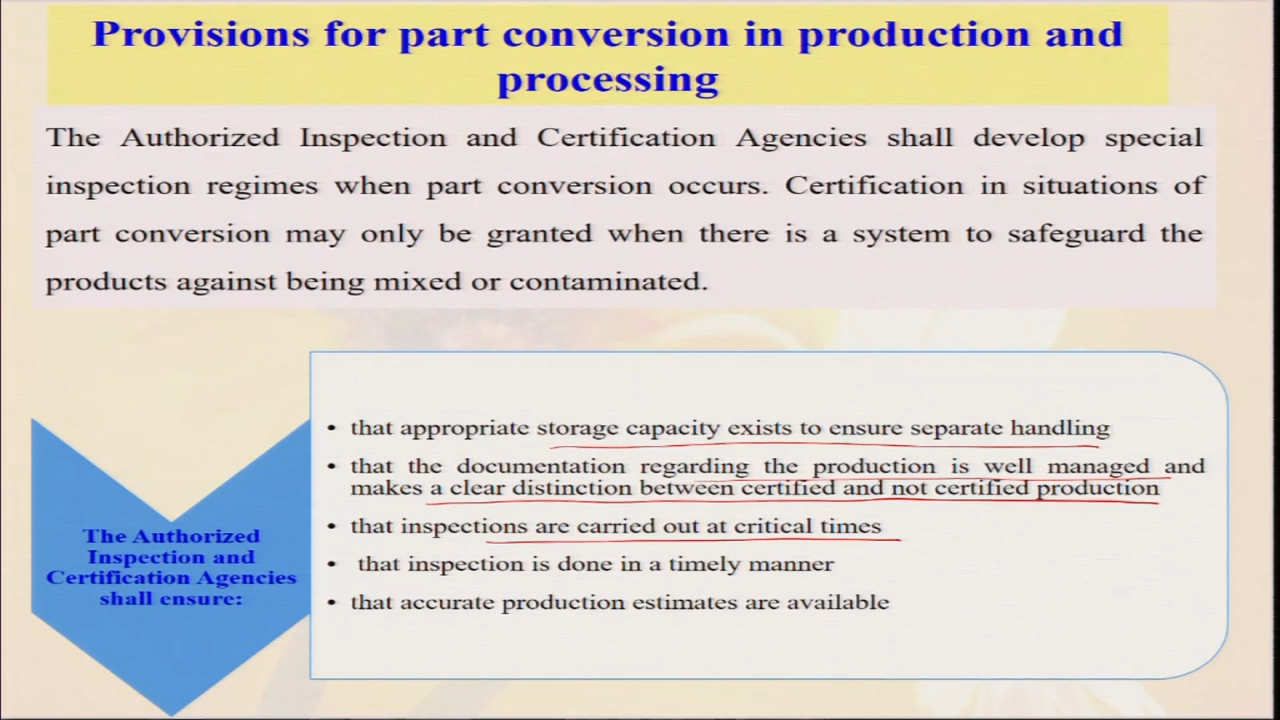 Provisions for part conversion in production and
processing
The Authorized Inspection and Certification Agencies shall develop special
inspection regimes when part conversion occurs. Certification in situations of
part conversion may only be granted when there is a system to safeguard the
products against being mixed or contaminated.
The Authorized
Inspection and
Certification Agencies
shall ensure:
• that appropriate storage capacity exists to ensure separate handling
• that the documentation regarding the production is well managed and
makes a clear distinction between certified and not certified production
• that inspections are carried out at critical times
• that inspection is done in a timely manner
• that accurate production estimates are available